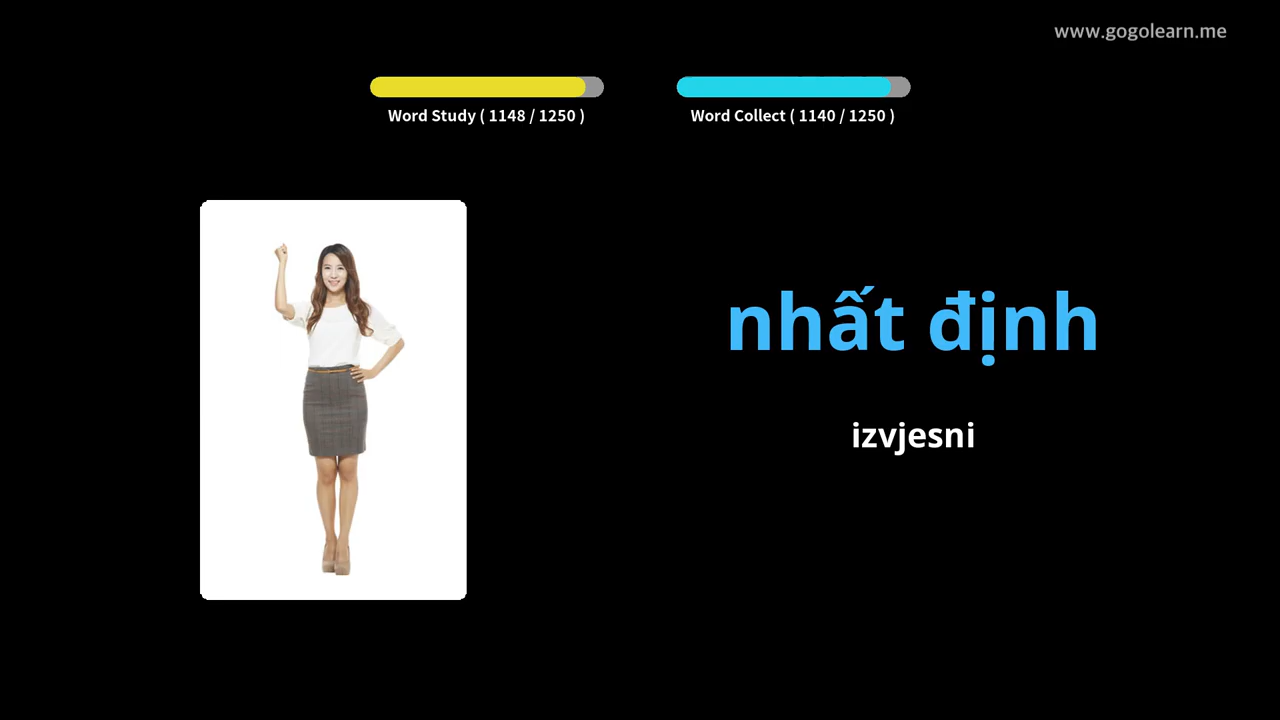 www.gogolearn.me
Word Study ( 1148 / 1250 )
Word Collect ( 1140 / 1250 )
nhất định
izvjesni